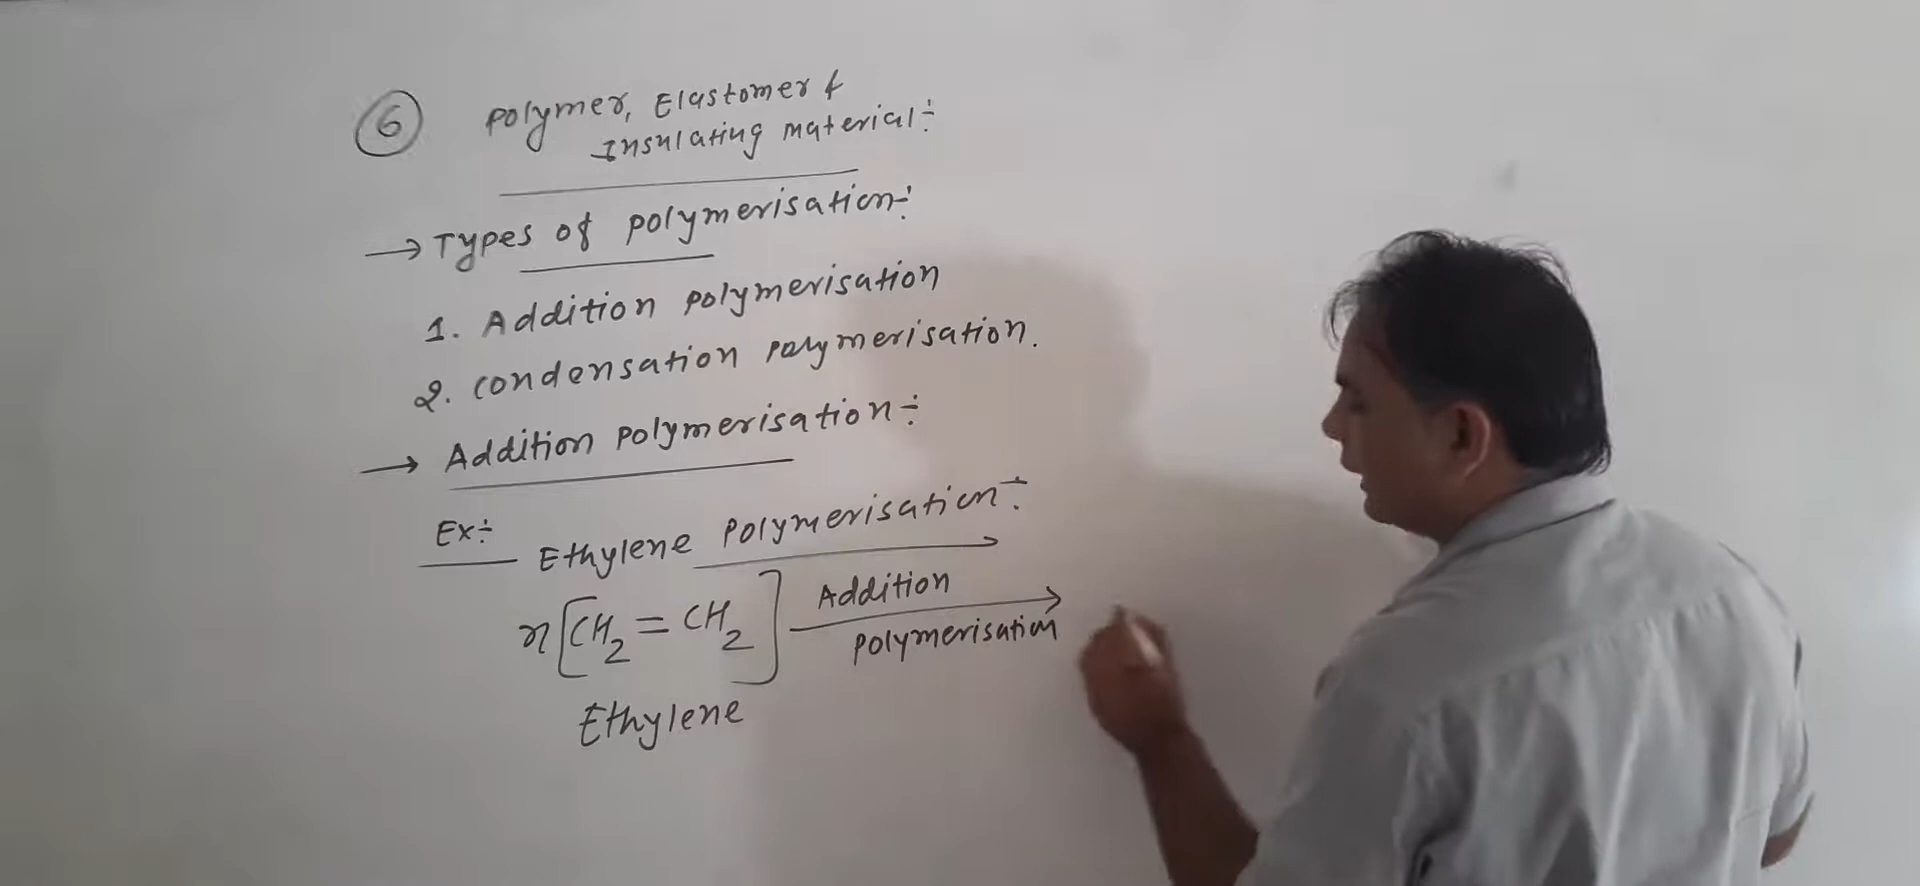 6 Polymer, Elastomer &
Insulating material÷
→ Types of polymerisation÷
1. Addition polymerisation
2. condensation polymerisation.
→ Addition polymerisation÷
Ex÷ Ethylene polymerisation÷
n[CH₂=CH₂] Addition polymerisation →
Ethylene